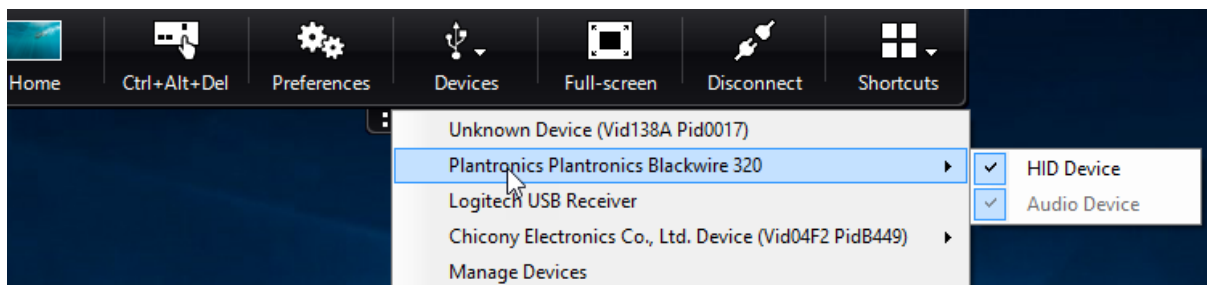 Home Ctrl+Alt+Del Preferences Devices Full-screen Disconnect Shortcuts
Unknown Device (Vid138A Pid0017)
Plantronics Plantronics Blackwire 320
HID Device
Logitech USB Receiver
Audio Device
Chicony Electronics Co., Ltd. Device (Vid04F2 PidB449)
Manage Devices